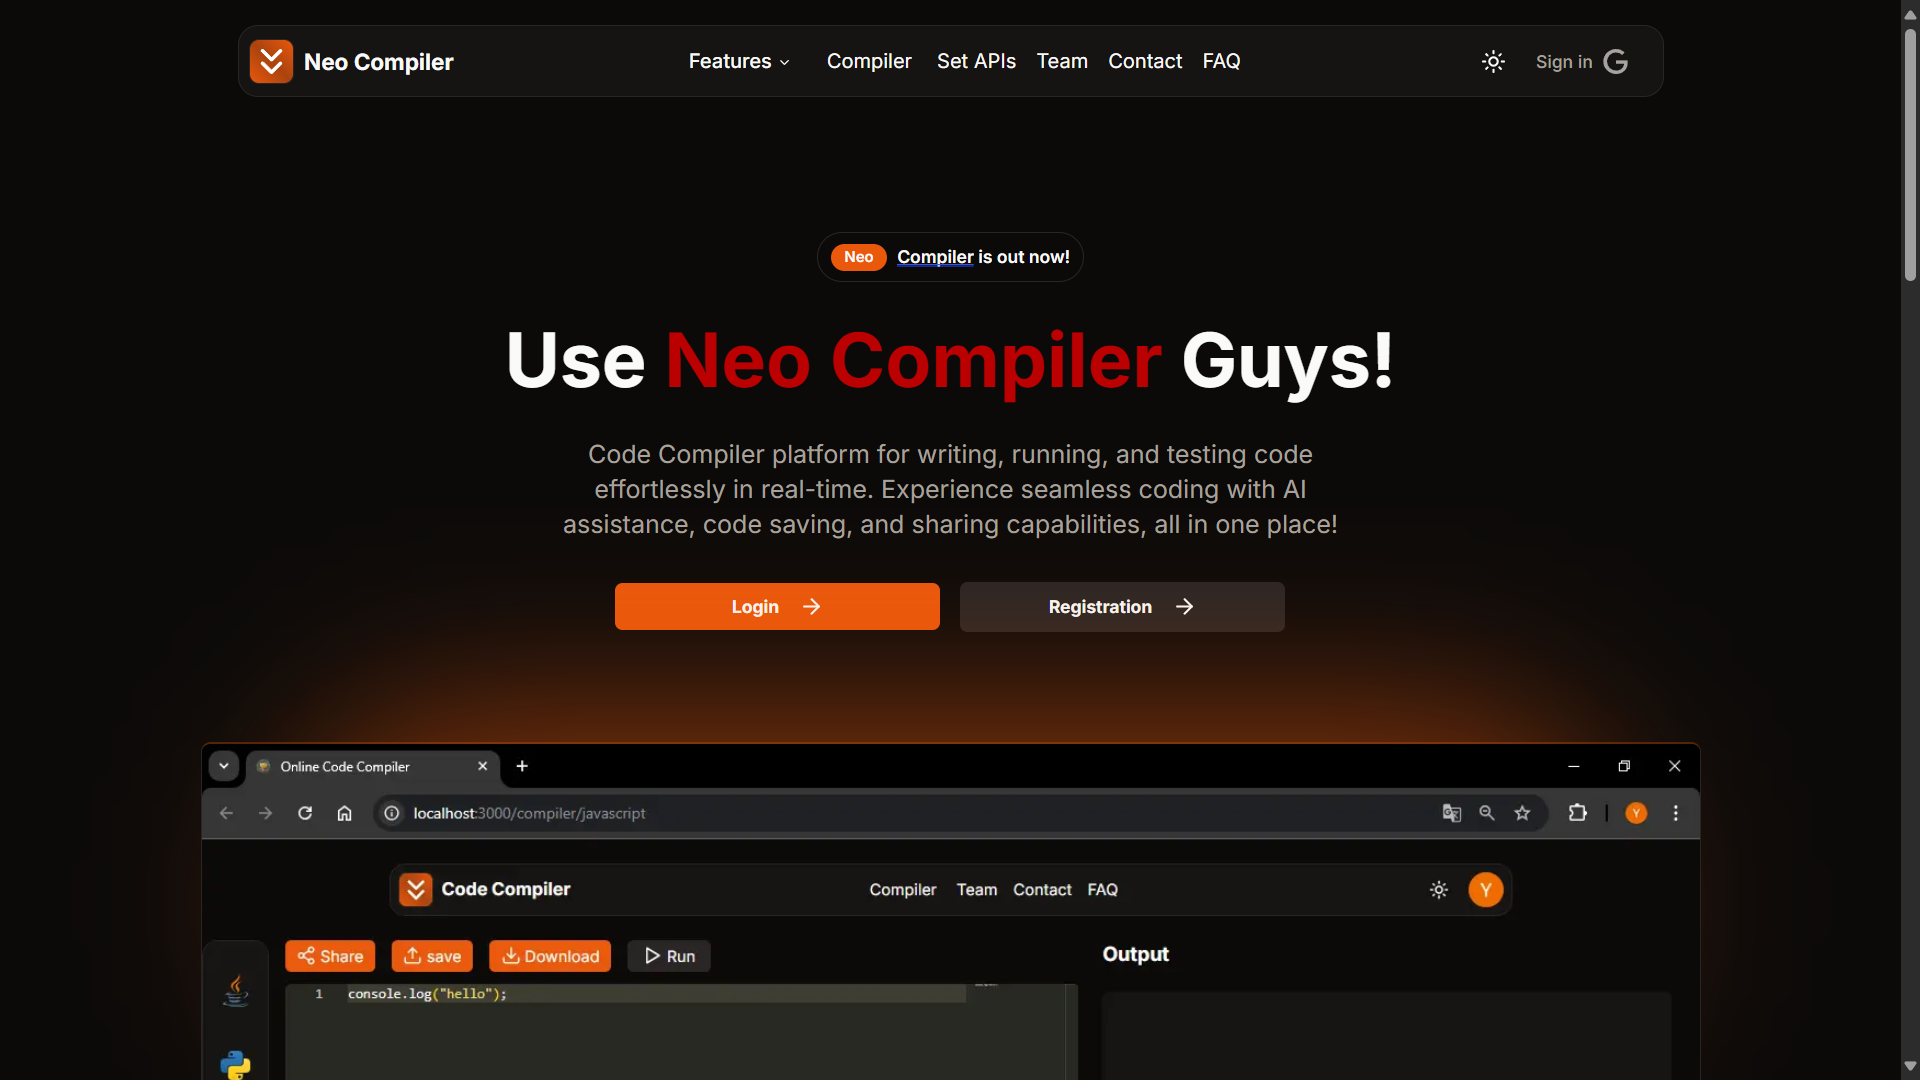 Neo Compiler
Features
Compiler
Set APIs
Team
Contact
FAQ
Sign in
Neo Compiler is out now!
Use Neo Compiler Guys!
Code Compiler platform for writing, running, and testing code
effortlessly in real-time. Experience seamless coding with AI
assistance, code saving, and sharing capabilities, all in one place!
Login
Registration
Online Code Compiler
localhost:3000/compiler/javascript
Y
Code Compiler
Compiler
Team
Contact
FAQ
Y
Share
save
Download
Run
Output
1 console.log("hello");